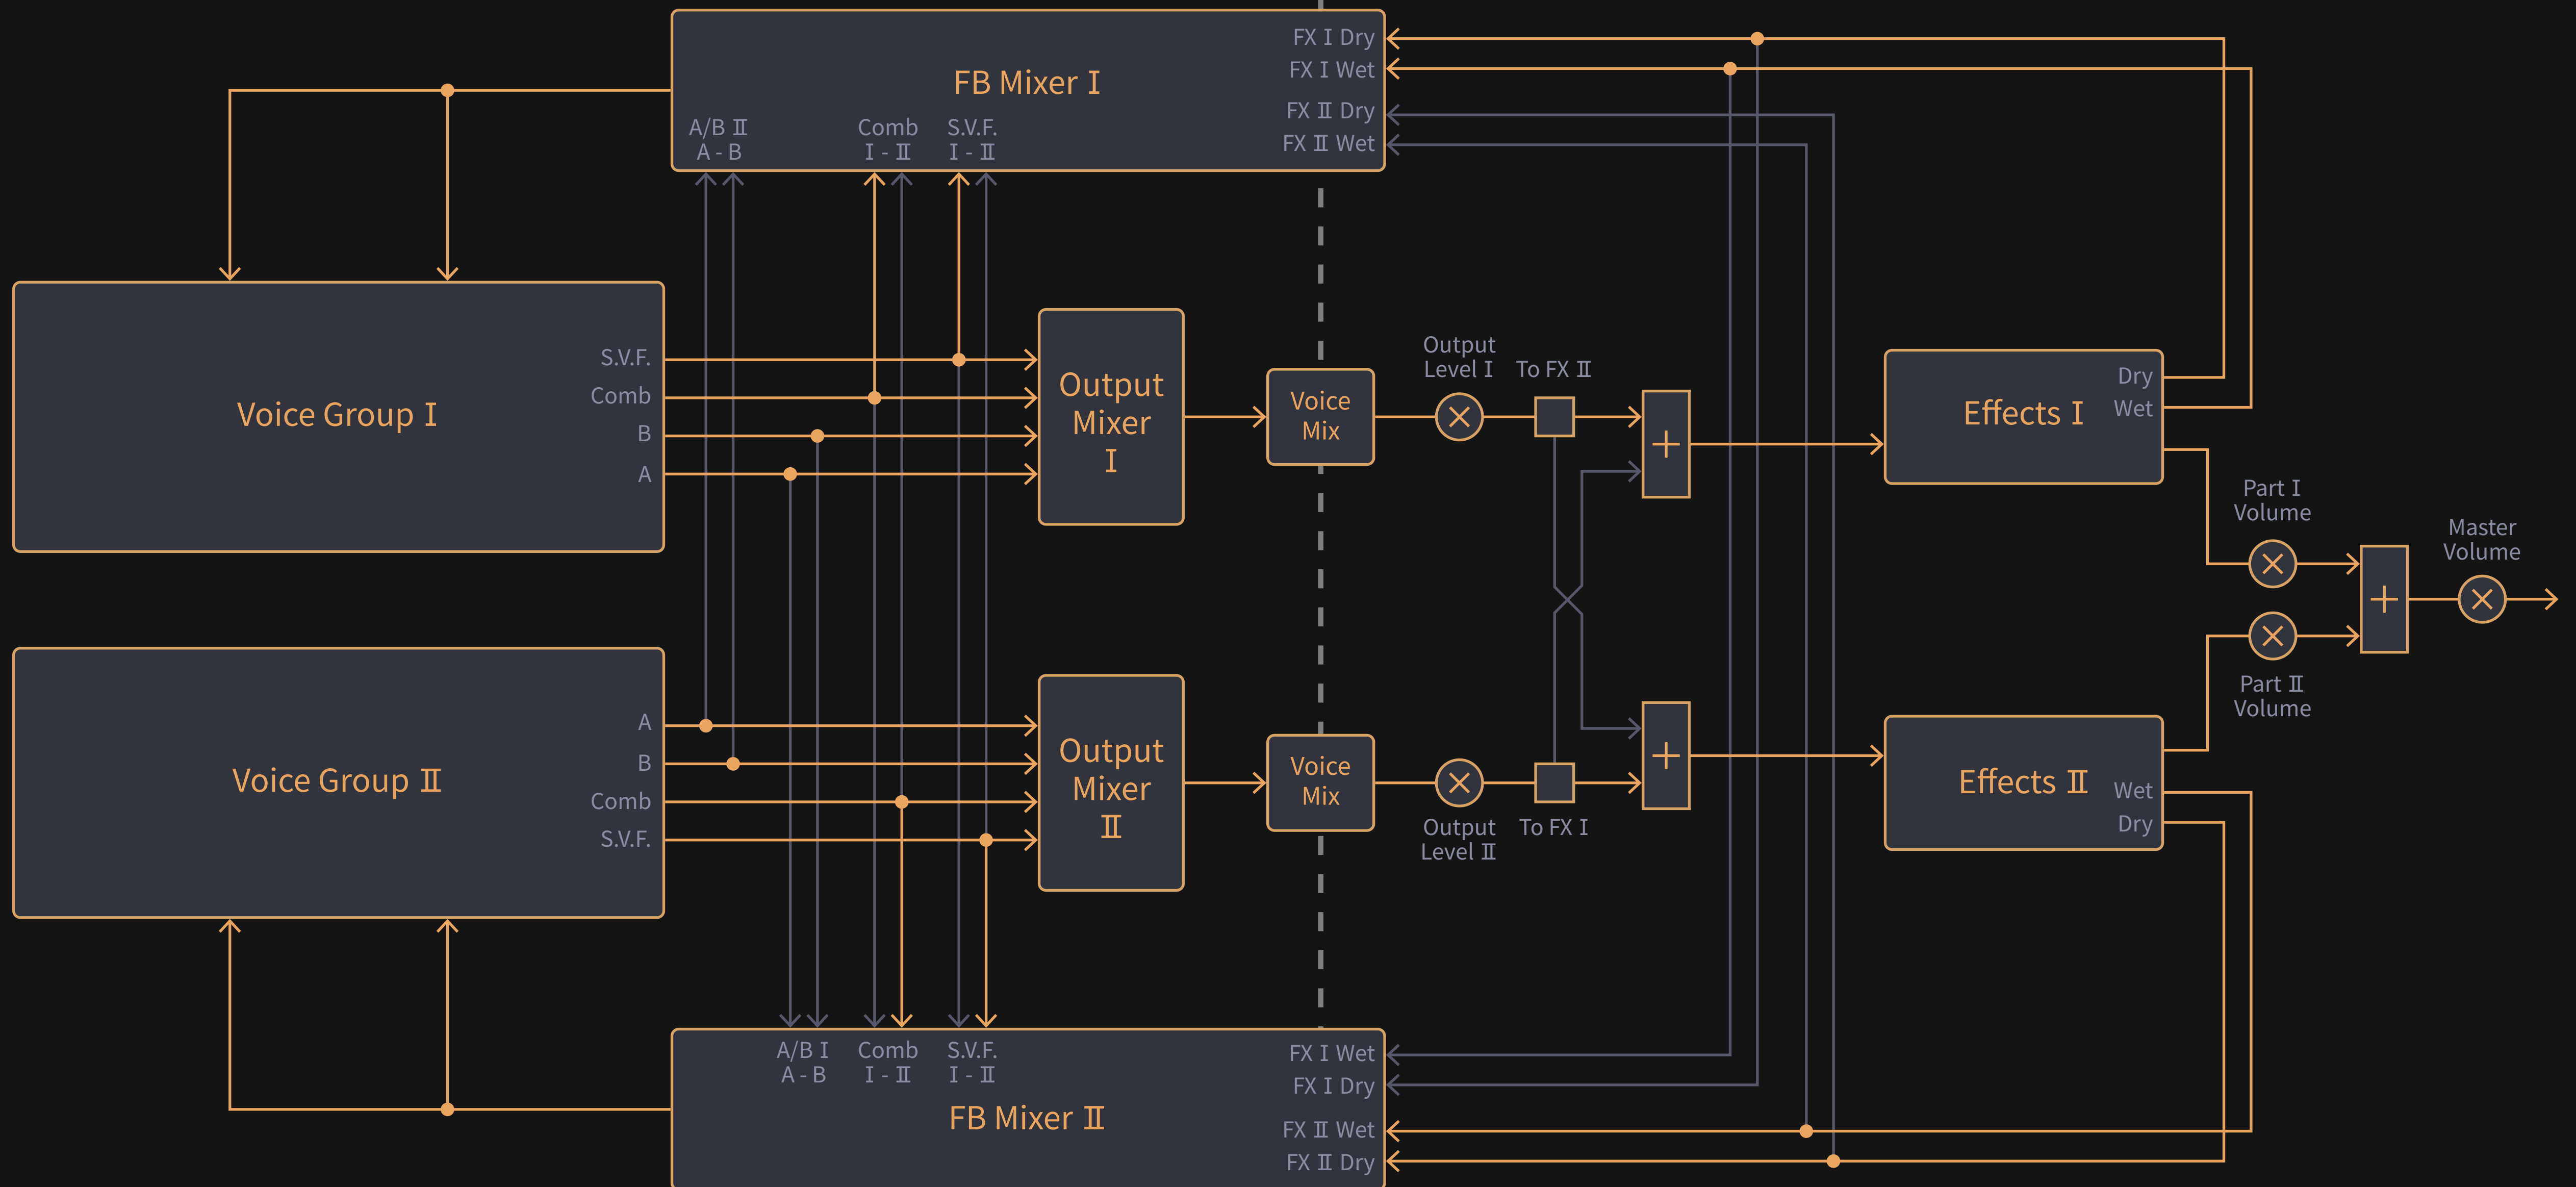 FX Ⅰ Dry
FB Mixer Ⅰ
FX Ⅰ Wet
FX Ⅱ Dry
A/B Ⅱ
Comb
S.V.F.
A - B
Ⅰ - Ⅱ
Ⅰ - Ⅱ
FX Ⅱ Wet
Voice Group Ⅰ
S.V.F.
Comb
B
A
Output
Mixer
Ⅰ
Voice
Mix
Output
Level Ⅰ
To FX Ⅱ
+
Effects Ⅰ
Dry
Wet
Part Ⅰ
Volume
+
Master
Volume
Part Ⅱ
Volume
Voice Group Ⅱ
A
B
Comb
S.V.F.
Output
Mixer
Ⅱ
Voice
Mix
Output
Level Ⅱ
To FX Ⅰ
+
Effects Ⅱ
Wet
Dry
A/B Ⅰ
Comb
S.V.F.
A - B
Ⅰ - Ⅱ
Ⅰ - Ⅱ
FX Ⅰ Wet
FX Ⅰ Dry
FB Mixer Ⅱ
FX Ⅱ Wet
FX Ⅱ Dry